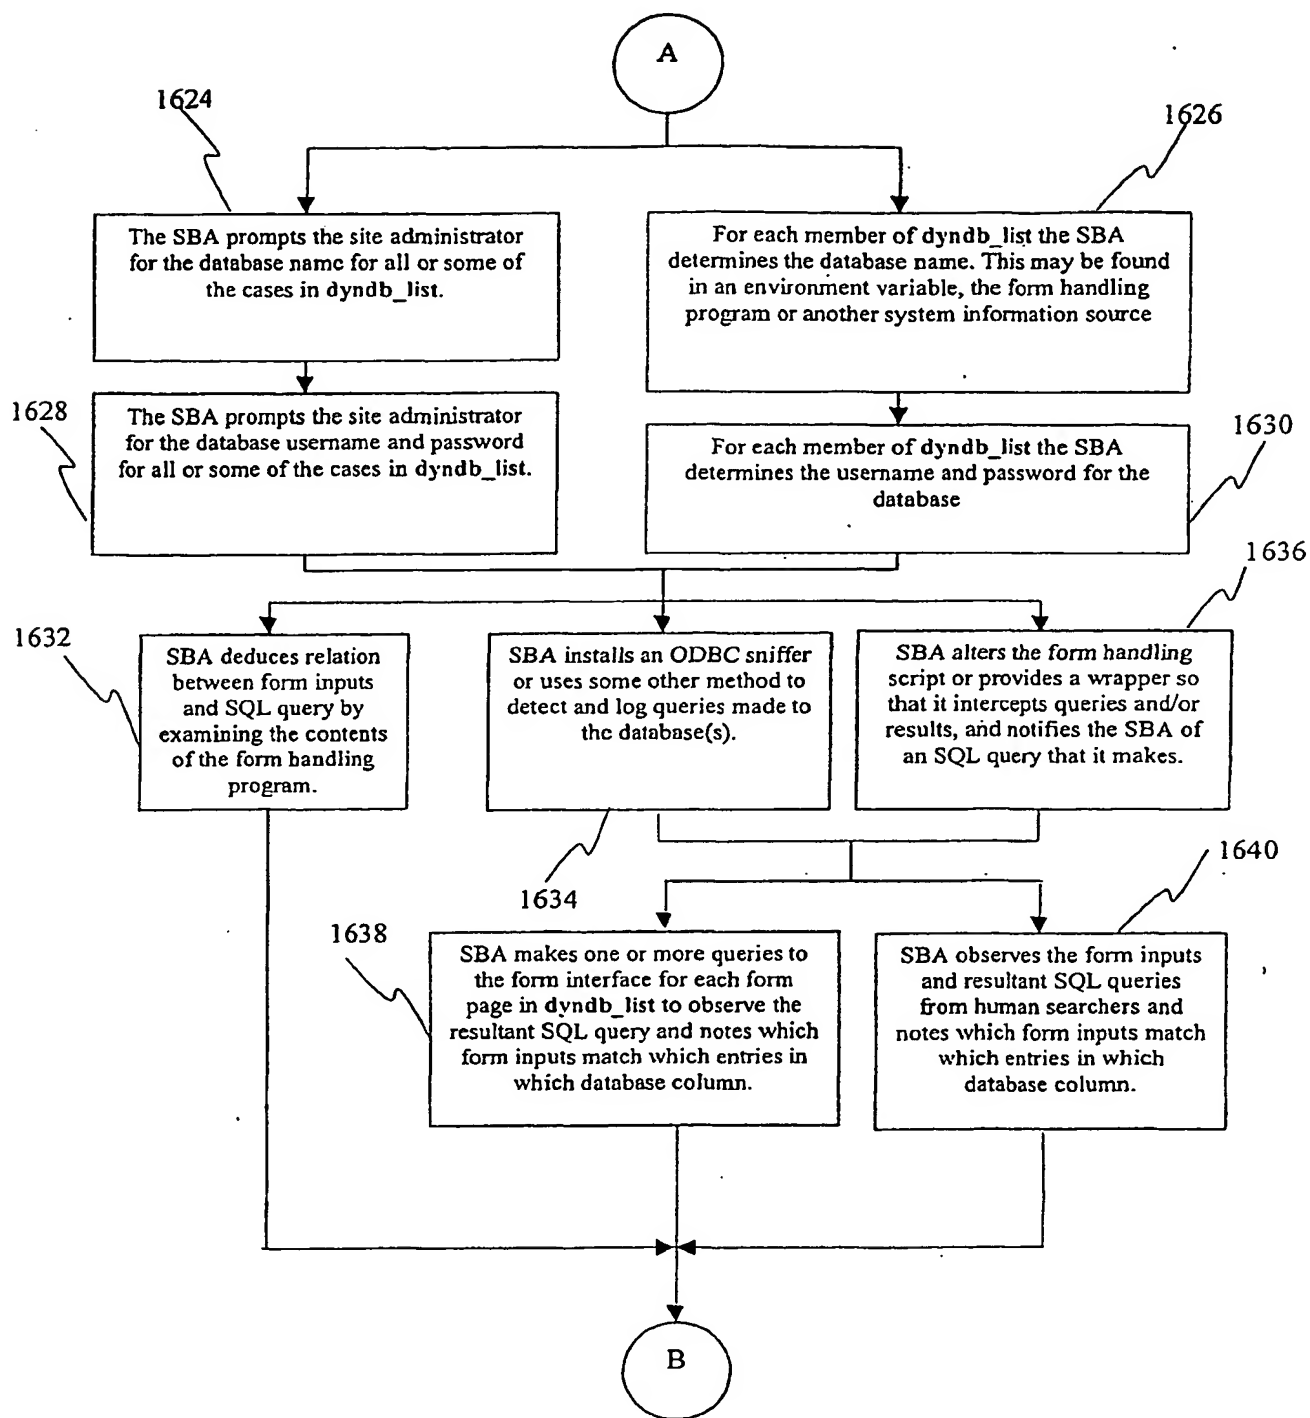 A
1624
1626
The SBA prompts the site administrator
for the database name for all or some of
the cases in dyndb_list.
For each member of dyndb_list the SBA
determines the database name. This may be found
in an environment variable, the form handling
program or another system information source
1628
The SBA prompts the site administrator
for the database username and password
for all or some of the cases in dyndb_list.
1630
For each member of dyndb_list the SBA
determines the username and password for the
database
1636
1632
SBA deduces relation
between form inputs
and SQL query by
examining the contents
of the form handling
program.
SBA installs an ODBC sniffer
or uses some other method to
detect and log queries made to
the database(s).
SBA alters the form handling
script or provides a wrapper so
that it intercepts queries and/or
results, and notifies the SBA of
an SQL query that it makes.
1634
1640
1638
SBA makes one or more queries to
the form interface for each form
page in dyndb_list to observe the
resultant SQL query and notes which
form inputs match which entries in
which database column.
SBA observes the form inputs
and resultant SQL queries
from human searchers and
notes which form inputs match
which entries in which
database column.
B